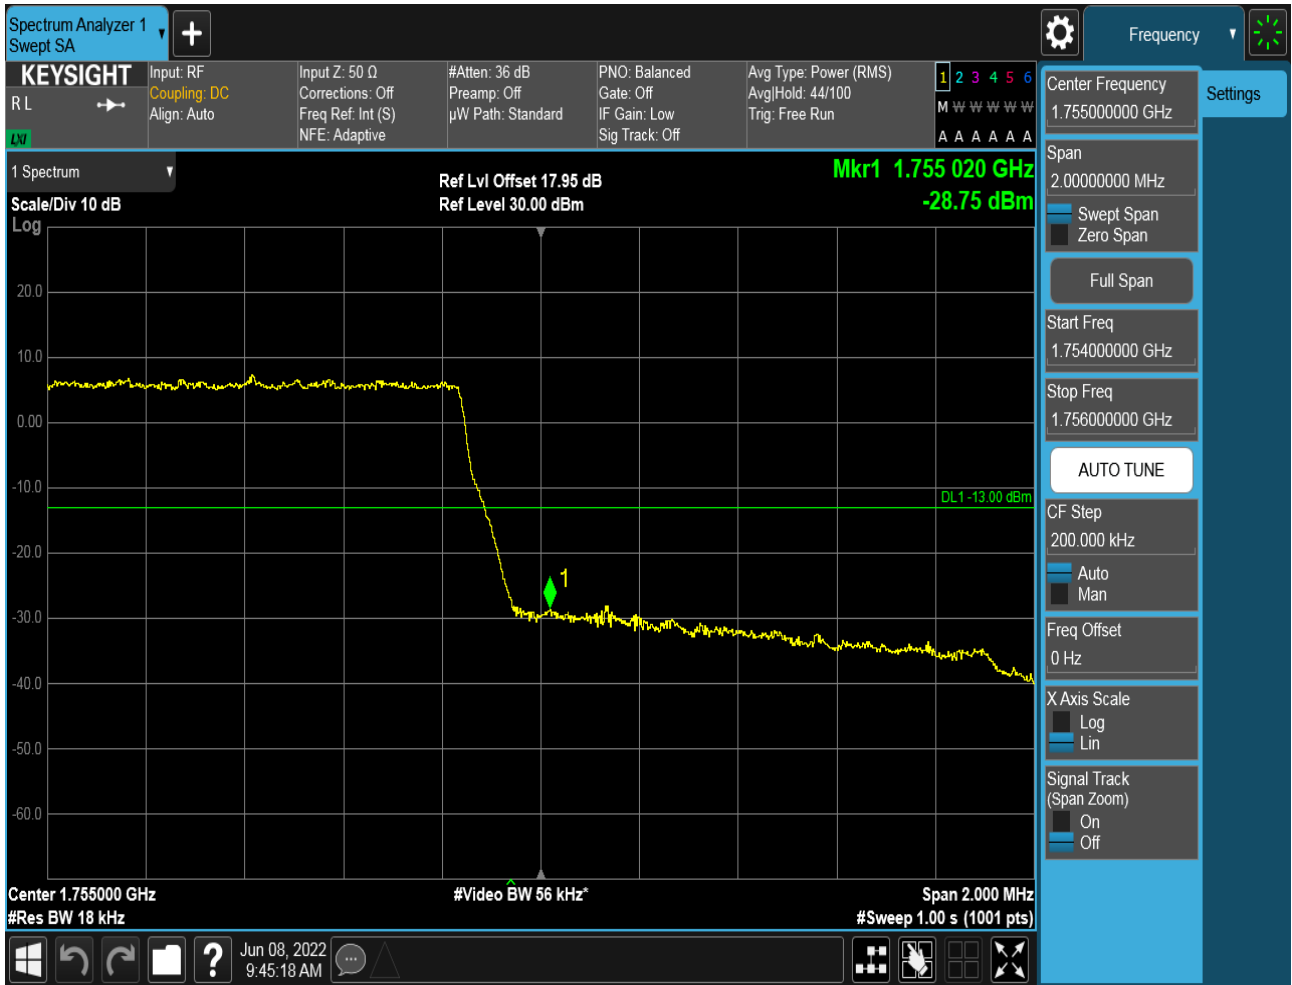 Spectrum Analyzer 1
Swept SA
Frequency
KEYSIGHT
R L
LXI
Input: RF
Coupling: DC
Align: Auto
Input Z: 50 Ω
Corrections: Off
Freq Ref: Int (S)
NFE: Adaptive
#Atten: 36 dB
Preamp: Off
µW Path: Standard
PNO: Balanced
Gate: Off
IF Gain: Low
Sig Track: Off
Avg Type: Power (RMS)
Avg|Hold: 44/100
Trig: Free Run
1 2 3 4 5 6
M W W W W W
A A A A A A
1 Spectrum
Scale/Div 10 dB
Log
Ref Lvl Offset 17.95 dB
Ref Level 30.00 dBm
Mkr1 1.755 020 GHz
-28.75 dBm
20.0
10.0
0.00
-10.0
-20.0
-30.0
-40.0
-50.0
-60.0
DL1 -13.00 dBm
1
Center 1.755000 GHz
#Res BW 18 kHz
#Video BW 56 kHz*
Span 2.000 MHz
#Sweep 1.00 s (1001 pts)
Jun 08, 2022
9:45:18 AM
Center Frequency
1.755000000 GHz
Settings
Span
2.00000000 MHz
Swept Span
Zero Span
Full Span
Start Freq
1.754000000 GHz
Stop Freq
1.756000000 GHz
AUTO TUNE
CF Step
200.000 kHz
Auto
Man
Freq Offset
0 Hz
X Axis Scale
Log
Lin
Signal Track
(Span Zoom)
On
Off